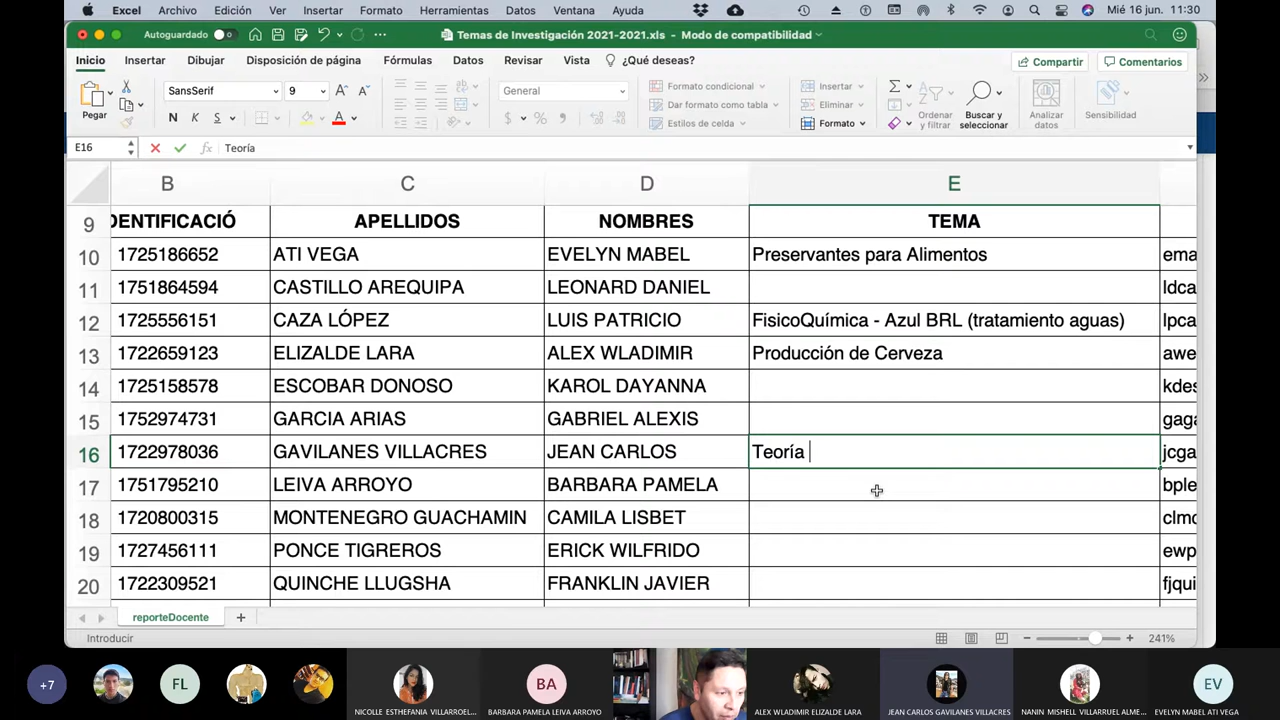 Excel Archivo Edición Ver Insertar Formato Herramientas Datos Ventana Ayuda Mié 16 jun. 11:30
Autoguardado Temas de Investigación 2021-2021.xls - Modo de compatibilidad
Inicio Insertar Dibujar Disposición de página Fórmulas Datos Revisar Vista ¿Qué deseas? Compartir Comentarios
Pegar SansSerif 9 A A General Formato condicional Insertar
N K S A $ % Dar formato como tabla Eliminar
Estilos de celda Formato
Ordenar y filtrar
Buscar y seleccionar
Analizar datos
Sensibilidad
E16 fx Teoría
B C D E
9 DENTIFICACIÓ APELLIDOS NOMBRES TEMA
10 1725186652 ATI VEGA EVELYN MABEL Preservantes para Alimentos ema
11 1751864594 CASTILLO AREQUIPA LEONARD DANIEL ldca
12 1725556151 CAZA LÓPEZ LUIS PATRICIO FisicoQuímica - Azul BRL (tratamiento aguas) lpca
13 1722659123 ELIZALDE LARA ALEX WLADIMIR Producción de Cerveza awe
14 1725158578 ESCOBAR DONOSO KAROL DAYANNA kdes
15 1752974731 GARCIA ARIAS GABRIEL ALEXIS gaga
16 1722978036 GAVILANES VILLACRES JEAN CARLOS Teoría jcga
17 1751795210 LEIVA ARROYO BARBARA PAMELA bple
18 1720800315 MONTENEGRO GUACHAMIN CAMILA LISBET clmo
19 1727456111 PONCE TIGREROS ERICK WILFRIDO ewp
20 1722309521 QUINCHE LLUGSHA FRANKLIN JAVIER fjqui
reporteDocente
Introducir 241%
+7 FL BA EV
NICOLLE ESTHEFANIA VILLARROEL... BARBARA PAMELA LEIVA ARROYO ALEX WLADIMIR ELIZALDE LARA JEAN CARLOS GAVILANES VILLACRES NANIN MISHELL VILLARRUEL ALME... EVELYN MABEL ATI VEGA